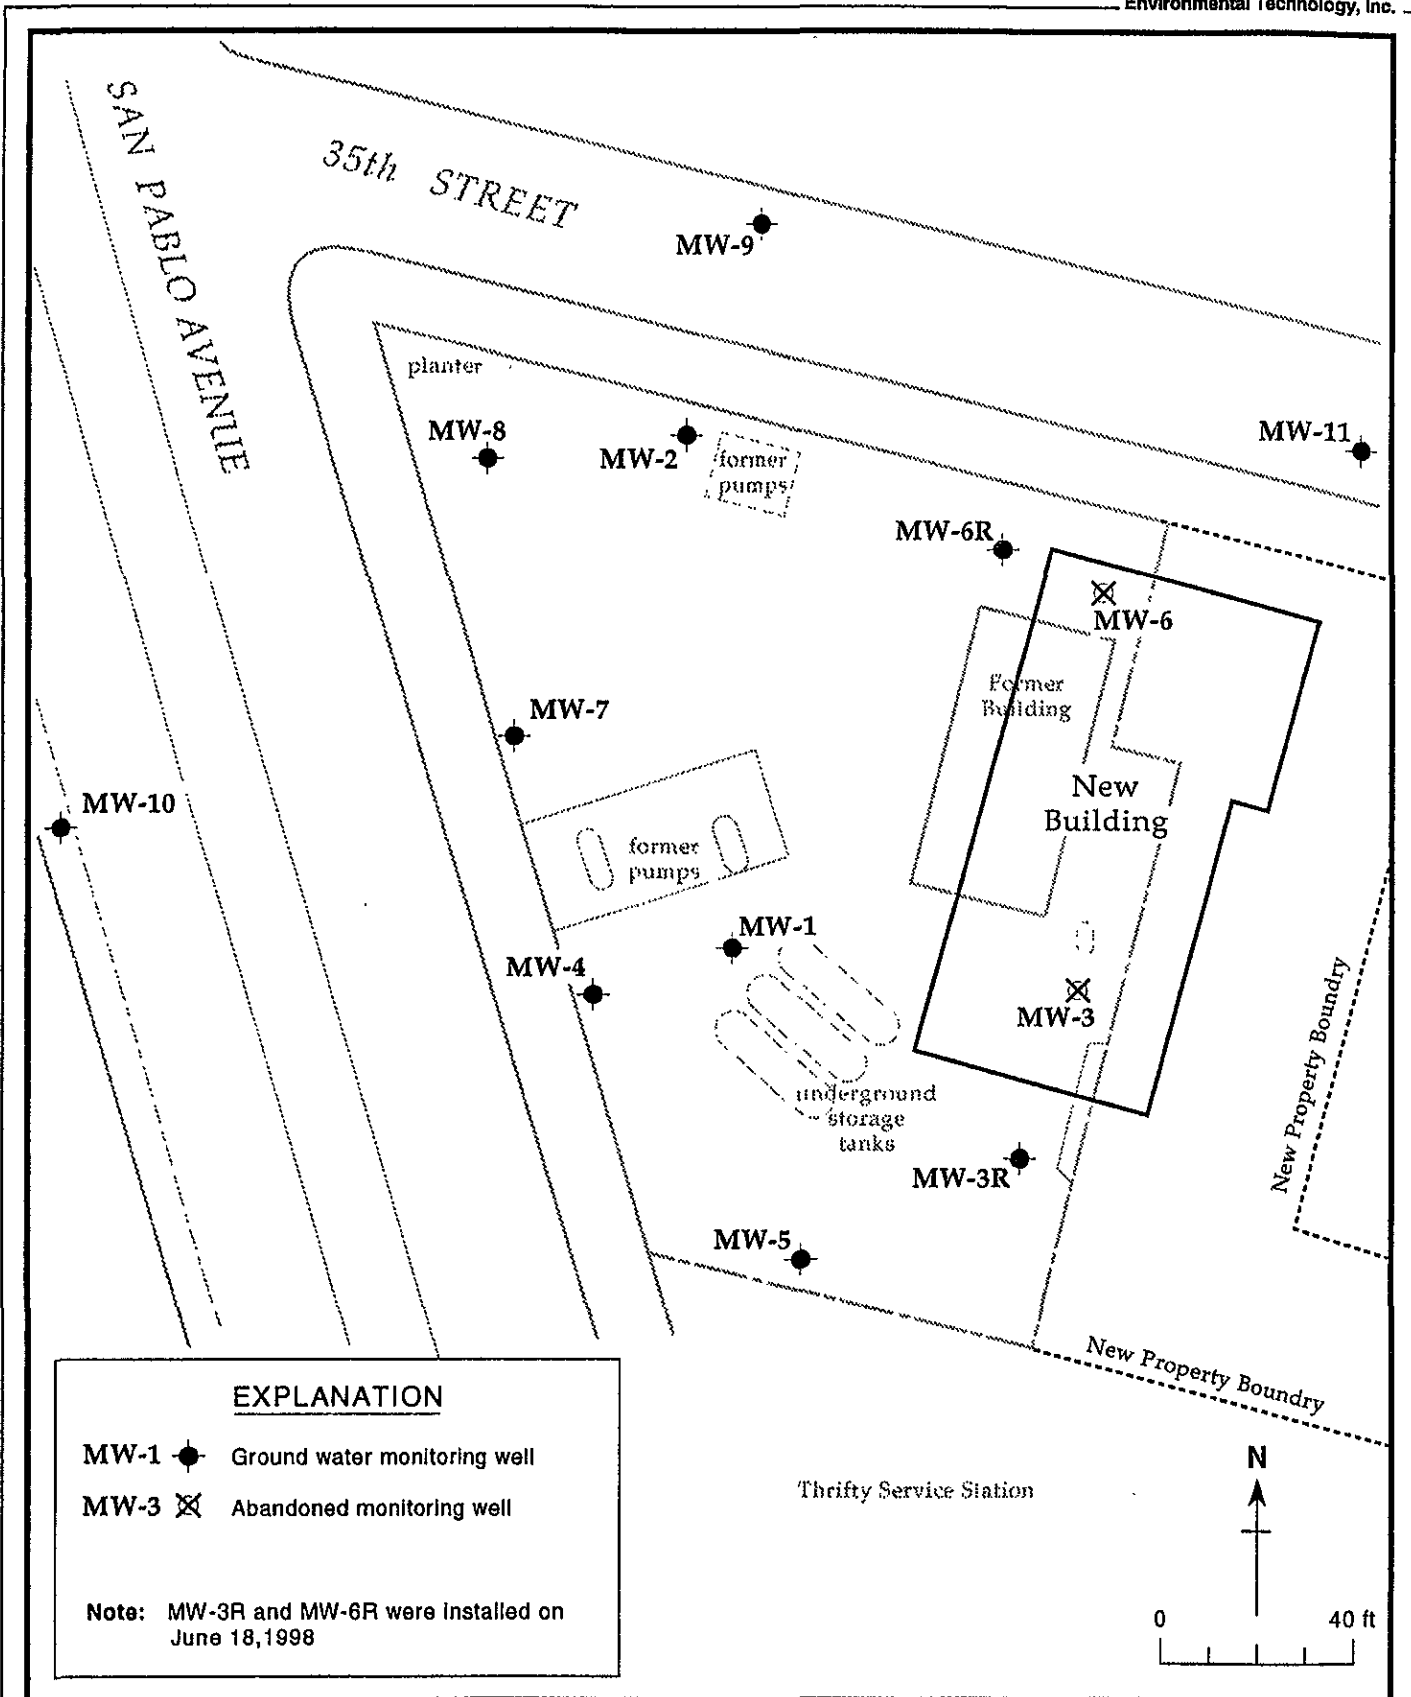 Environmental Technology, Inc.
SAN PABLO AVENUE
35th STREET
MW-9
planter
MW-8
MW-2
former
pumps
MW-11
MW-6R
MW-6
Former
Building
MW-7
New
Building
MW-10
former
pumps
MW-1
MW-4
MW-3
New Property Boundry
underground
storage
tanks
MW-3R
MW-5
New Property Boundry
EXPLANATION
MW-1 Ground water monitoring well
MW-3 Abandoned monitoring well
Note: MW-3R and MW-6R were installed on
June 18,1998
Thrifty Service Station
N
0 40 ft